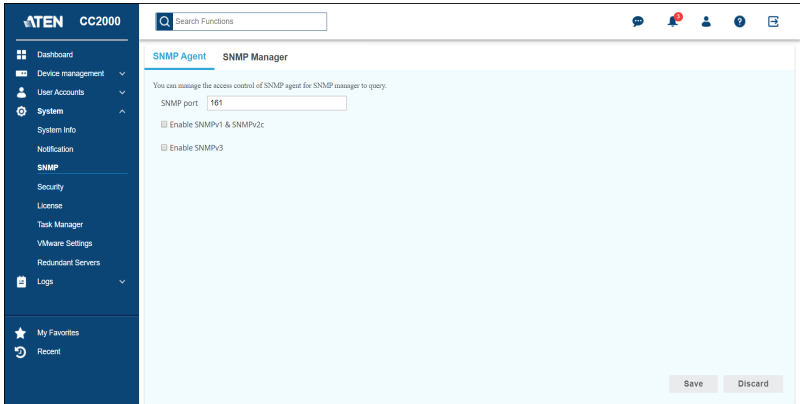 ATEN CC2000
Search Functions
3
Dashboard
Device management
User Accounts
System
System Info
Notification
SNMP
Security
License
Task Manager
VMware Settings
Redundant Servers
Logs
My Favorites
Recent
SNMP Agent SNMP Manager
You can manage the access control of SNMP agent for SNMP manager to query.
SNMP port 161
Enable SNMPv1 & SNMPv2c
Enable SNMPv3
Save Discard